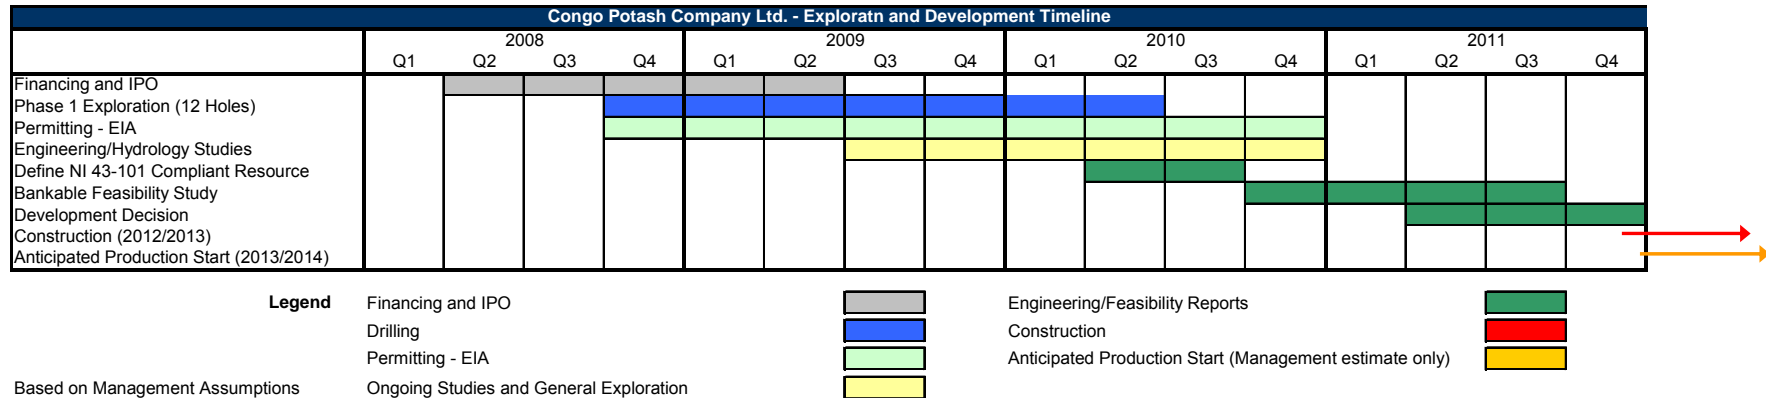 Congo Potash Company Ltd. - Exploratn and Development Timeline
2008 2009 2010 2011
Q1 Q2 Q3 Q4 Q1 Q2 Q3 Q4 Q1 Q2 Q3 Q4 Q1 Q2 Q3 Q4
Financing and IPO
Phase 1 Exploration (12 Holes)
Permitting - EIA
Engineering/Hydrology Studies
Define NI 43-101 Compliant Resource
Bankable Feasibility Study
Development Decision
Construction (2012/2013)
Anticipated Production Start (2013/2014)
Legend Financing and IPO Engineering/Feasibility Reports
Drilling Construction
Permitting - EIA Anticipated Production Start (Management estimate only)
Based on Management Assumptions Ongoing Studies and General Exploration